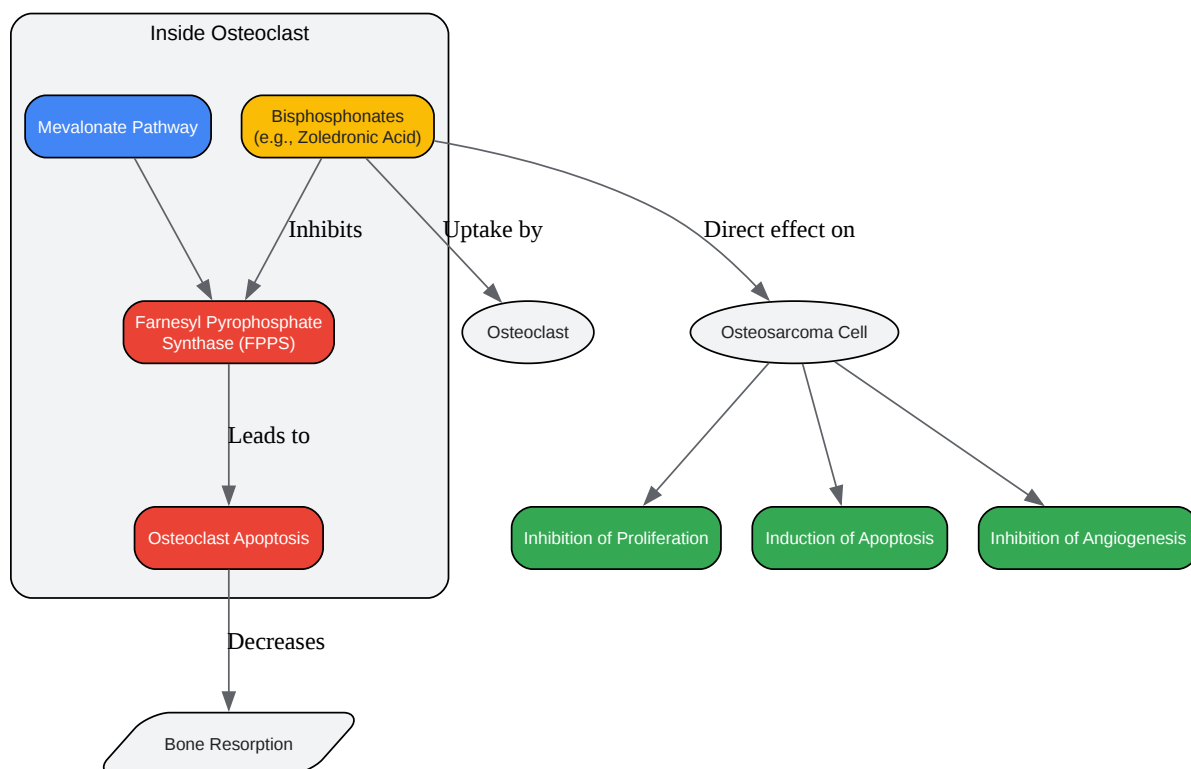 Inside Osteoclast
Mevalonate Pathway
Bisphosphonates
(e.g., Zoledronic Acid)
Inhibits
Uptake by
Direct effect on
Farnesyl Pyrophosphate
Synthase (FPPS)
Osteoclast
Osteosarcoma Cell
Leads to
Osteoclast Apoptosis
Inhibition of Proliferation
Induction of Apoptosis
Inhibition of Angiogenesis
Decreases
Bone Resorption